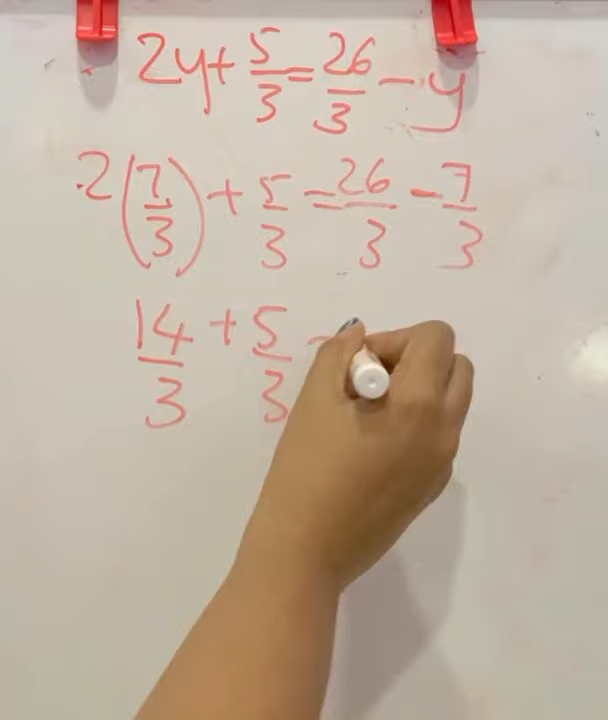 2y + 5/3 = 26/3 - y
2(7/3) + 5/3 = 26/3 - 7/3
14/3 + 5/3 =